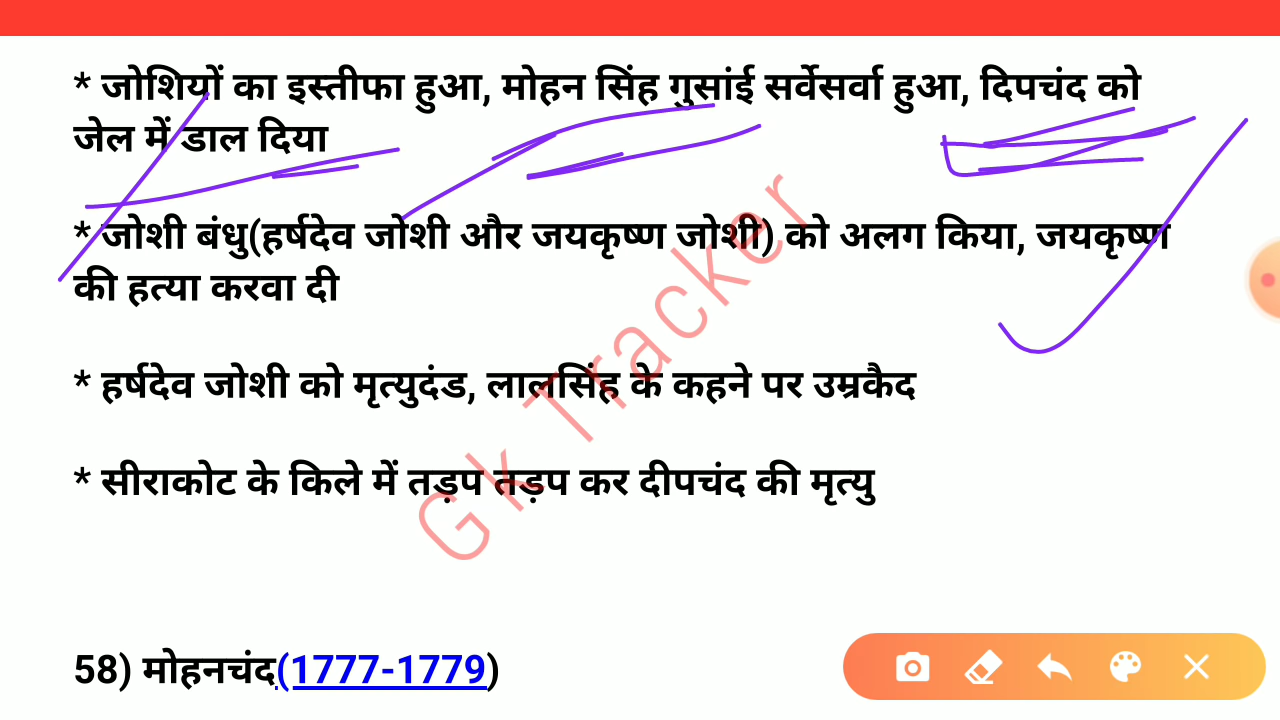 * जोशियों का इस्तीफा हुआ, मोहन सिंह गुसांई सर्वेसर्वा हुआ, दिपचंद को
जेल में डाल दिया
* जोशी बंधु(हर्षदेव जोशी और जयकृष्ण जोशी) को अलग किया, जयकृष्ण
की हत्या करवा दी
* हर्षदेव जोशी को मृत्युदंड, लालसिंह के कहने पर उम्रकैद
* सीराकोट के किले में तड़प तड़प कर दीपचंद की मृत्यु
Gk Tracker
58) मोहनचंद(1777-1779)